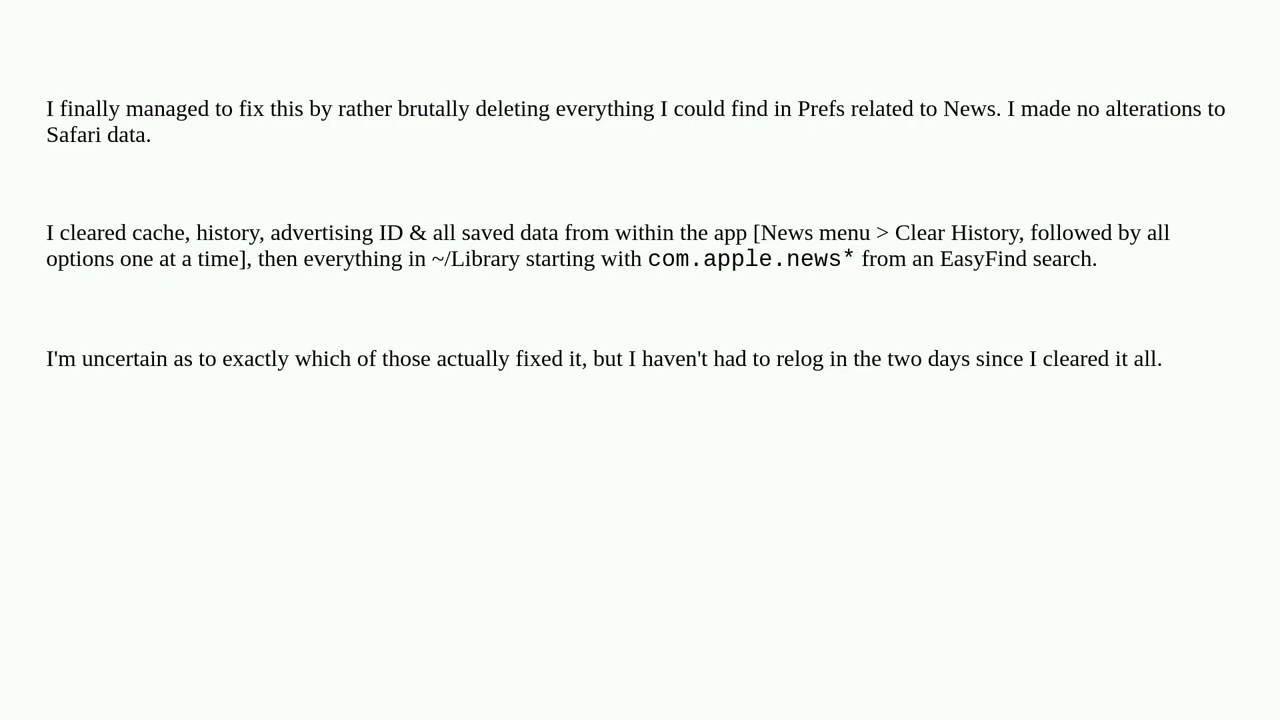 I finally managed to fix this by rather brutally deleting everything I could find in Prefs related to News. I made no alterations to
Safari data.
I cleared cache, history, advertising ID & all saved data from within the app [News menu > Clear History, followed by all
options one at a time], then everything in ~/Library starting with com.apple.news* from an EasyFind search.
I'm uncertain as to exactly which of those actually fixed it, but I haven't had to relog in the two days since I cleared it all.